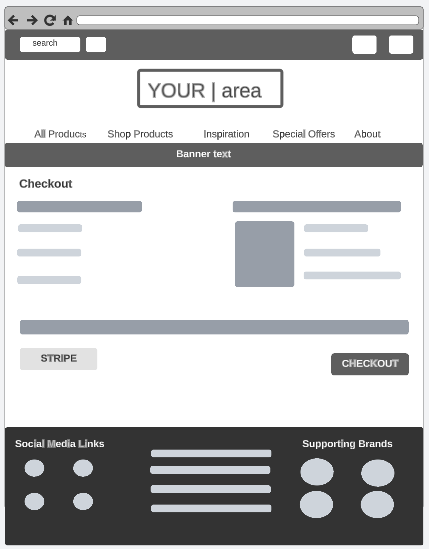 search
YOUR | area
All Products Shop Products Inspiration Special Offers About
Banner text
Checkout
STRIPE
CHECKOUT
Social Media Links
Supporting Brands